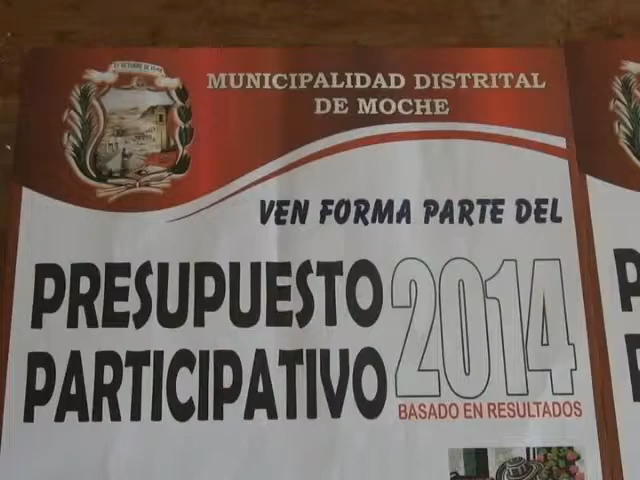 MUNICIPALIDAD DISTRITAL
DE MOCHE
VEN FORMA PARTE DEL
PRESUPUESTO
PARTICIPATIVO
2014
BASADO EN RESULTADOS
P
P